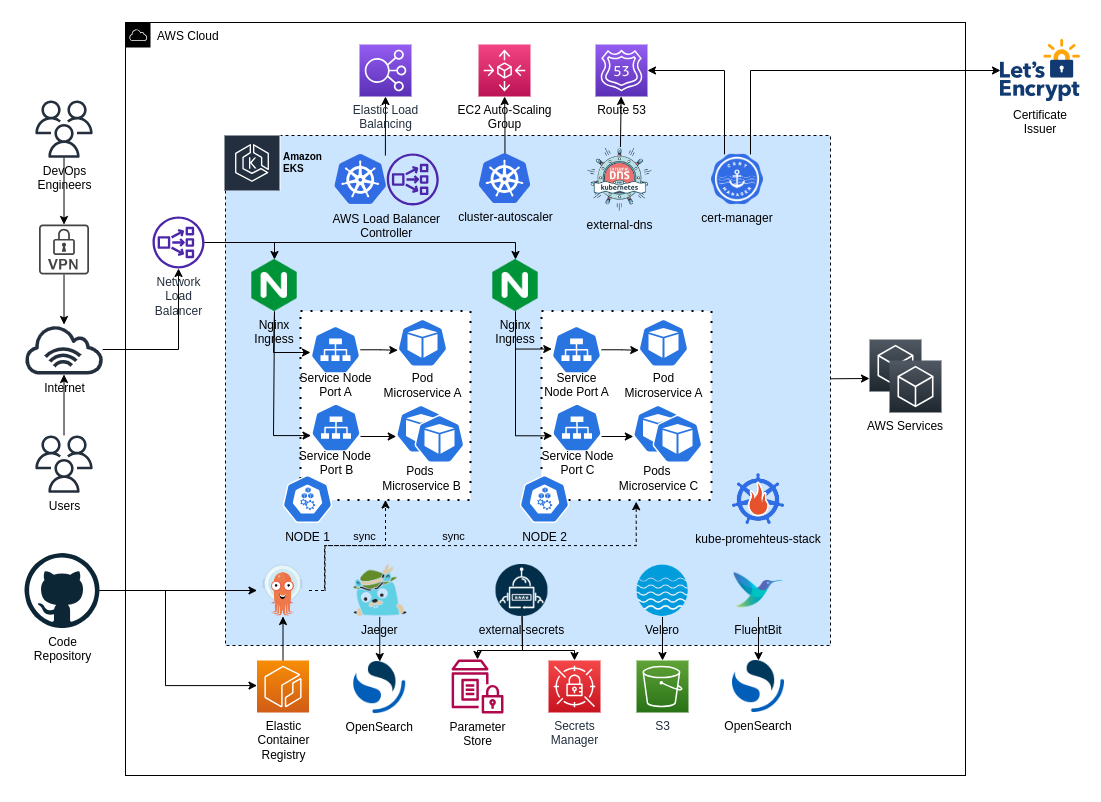 AWS Cloud
Let's
Encrypt
Certificate
Issuer
53
Elastic Load
Balancing
EC2 Auto-Scaling
Group
Route 53
DevOps
Engineers
Amazon
EKS
K
DNS
kubernetes
CERT
MANAGER
AWS Load Balancer
Controller
cluster-autoscaler
external-dns
cert-manager
VPN
Network
Load
Balancer
N
N
Nginx
Ingress
Nginx
Ingress
Internet
Service Node
Port A
Pod
Microservice A
Service
Node Port A
Pod
Microservice A
AWS Services
Service Node
Port B
Pods
Microservice B
Service Node
Port C
Pods
Microservice C
Users
NODE 1
NODE 2
sync
sync
kube-promehteus-stack
Code
Repository
Jaeger
external-secrets
Velero
FluentBit
Elastic
Container
Registry
OpenSearch
Parameter
Store
Secrets
Manager
S3
OpenSearch